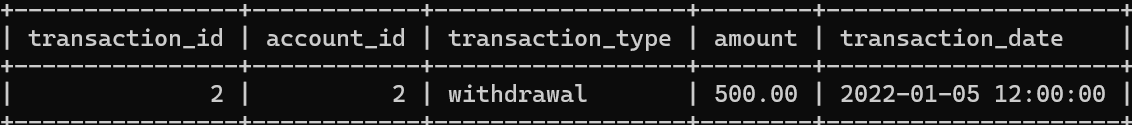 | transaction_id | account_id | transaction_type | amount | transaction_date    |
|              2 |          2 | withdrawal       | 500.00 | 2022-01-05 12:00:00 |